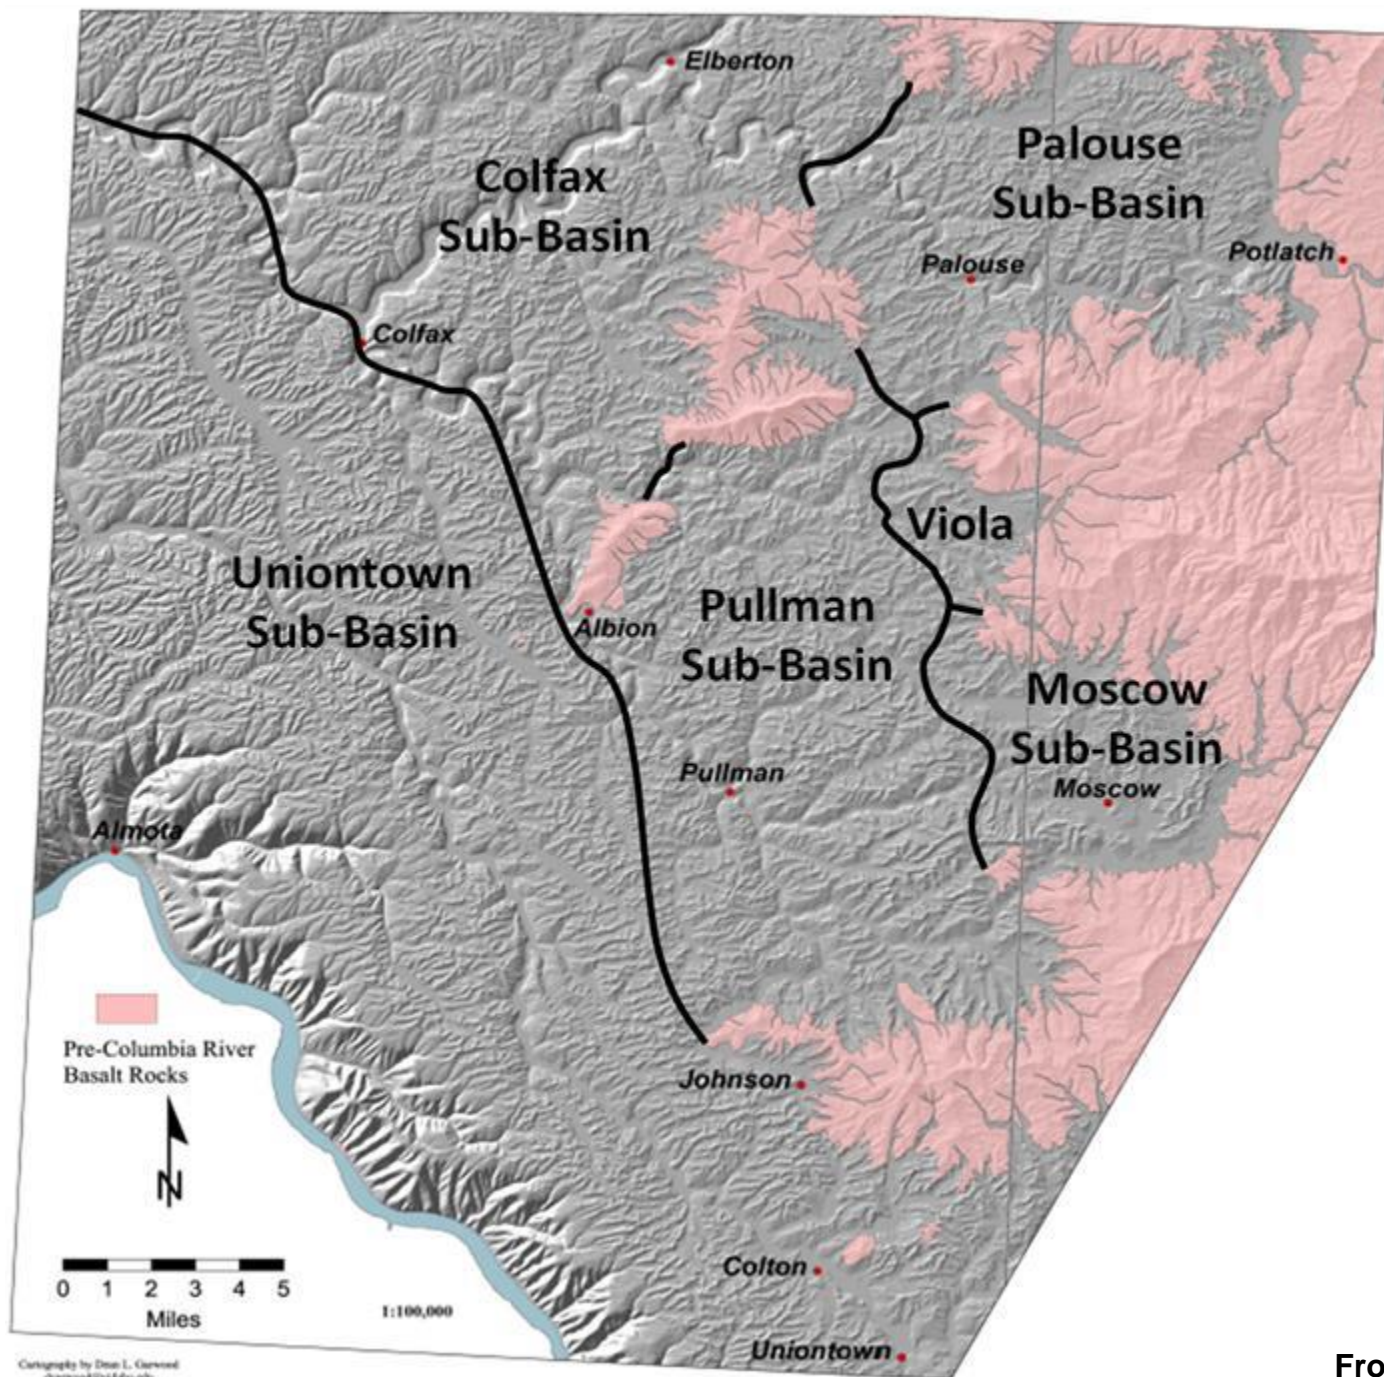 Elberton
Palouse
Sub-Basin
Colfax
Sub-Basin
Potlatch
Palouse
Colfax
Viola
Uniontown
Sub-Basin
Pullman
Sub-Basin
Albion
Moscow
Sub-Basin
Pullman
Moscow
Almota
Pre-Columbia River
Basalt Rocks
Johnson
N
Colton
0 1 2 3 4 5
Miles
1:100,000
Uniontown
Fro
Cartography by Dean L. Garwood